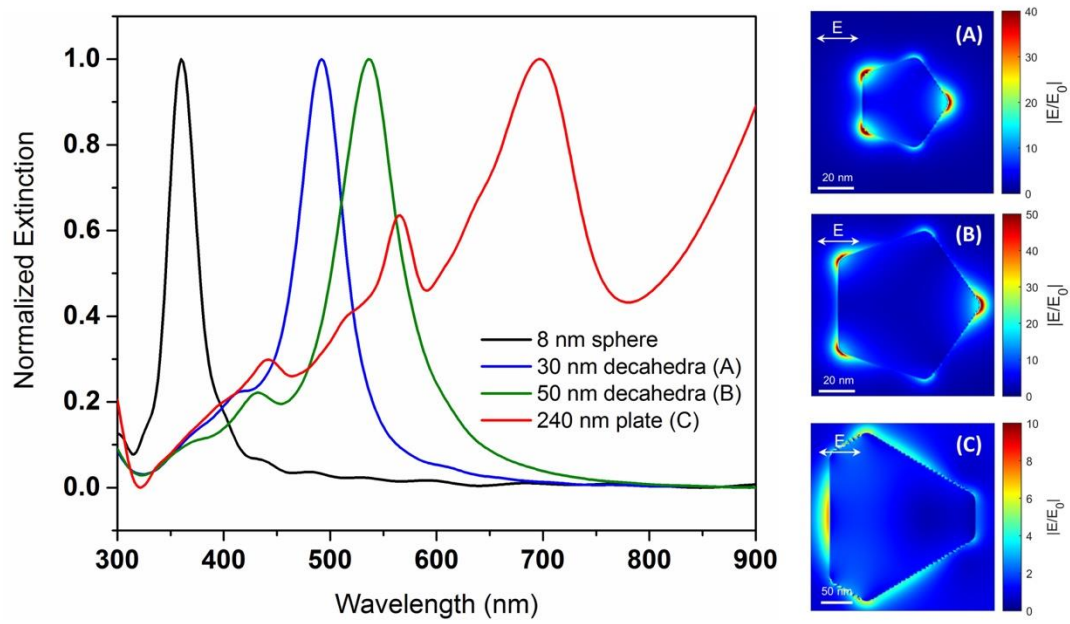 Normalized Extinction
1.0
0.8
0.6
0.4
0.2
0.0
8 nm sphere
30 nm decahedra (A)
50 nm decahedra (B)
240 nm plate (C)
300 400 500 600 700 800 900
Wavelength (nm)
E
(A)
20 nm
40
30
20
10
0
|E/E0|
E
(B)
20 nm
50
40
30
20
10
0
|E/E0|
E
(C)
50 nm
10
8
6
4
2
0
|E/E0|